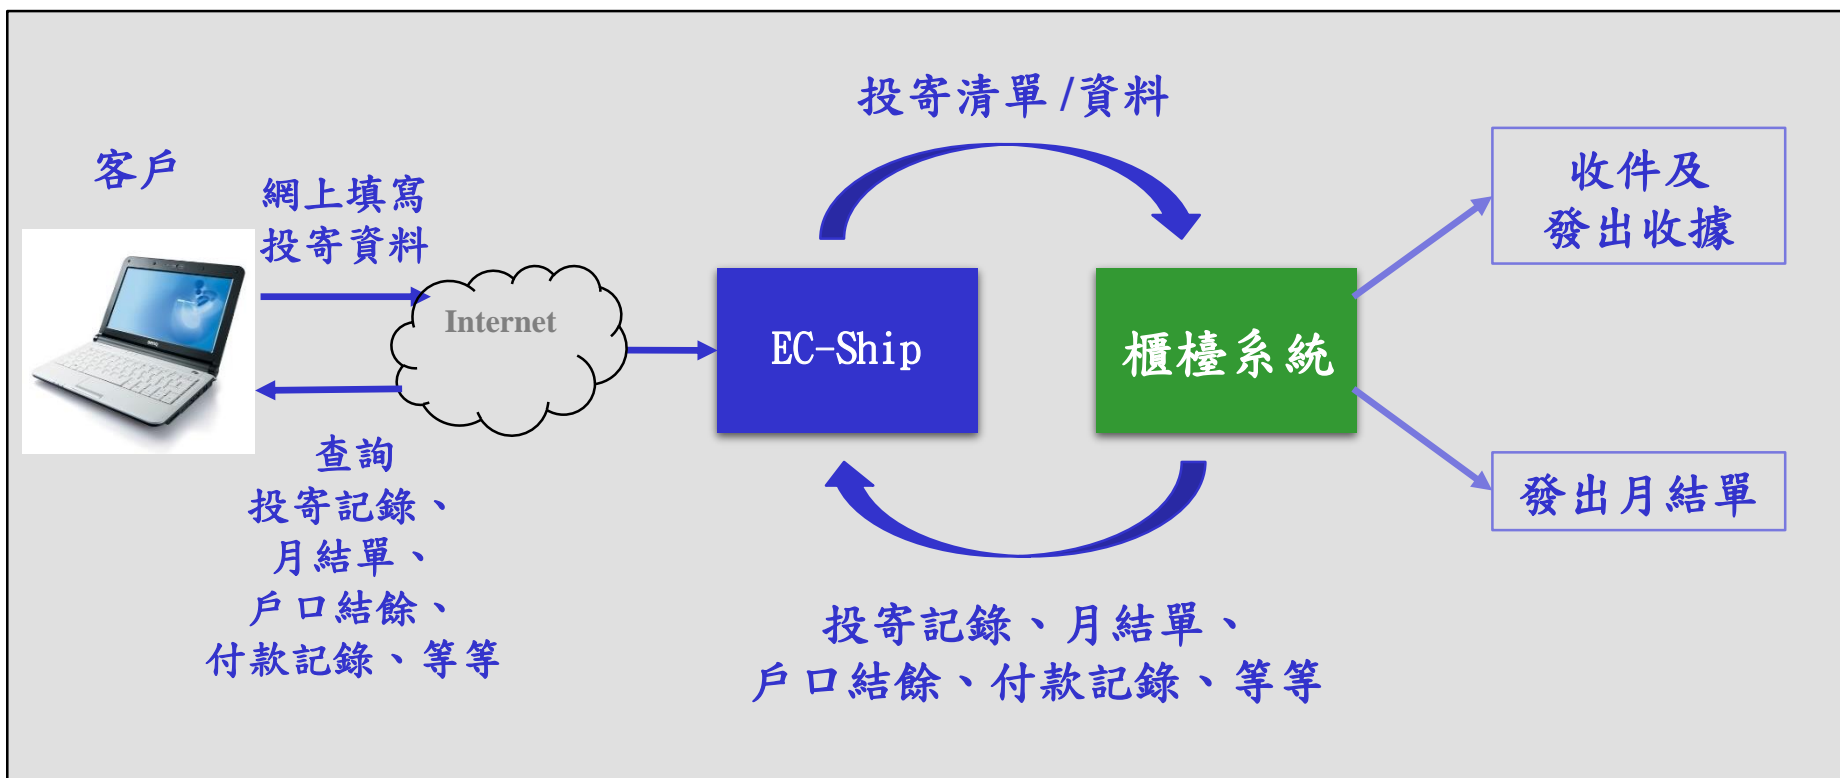 投寄清單/資料
客戶
網上填寫
投寄資料
Internet
EC-Ship
櫃檯系統
收件及
發出收據
發出月結單
查詢
投寄記錄、
月結單、
戶口結餘、
付款記錄、等等
投寄記錄、月結單、
戶口結餘、付款記錄、等等